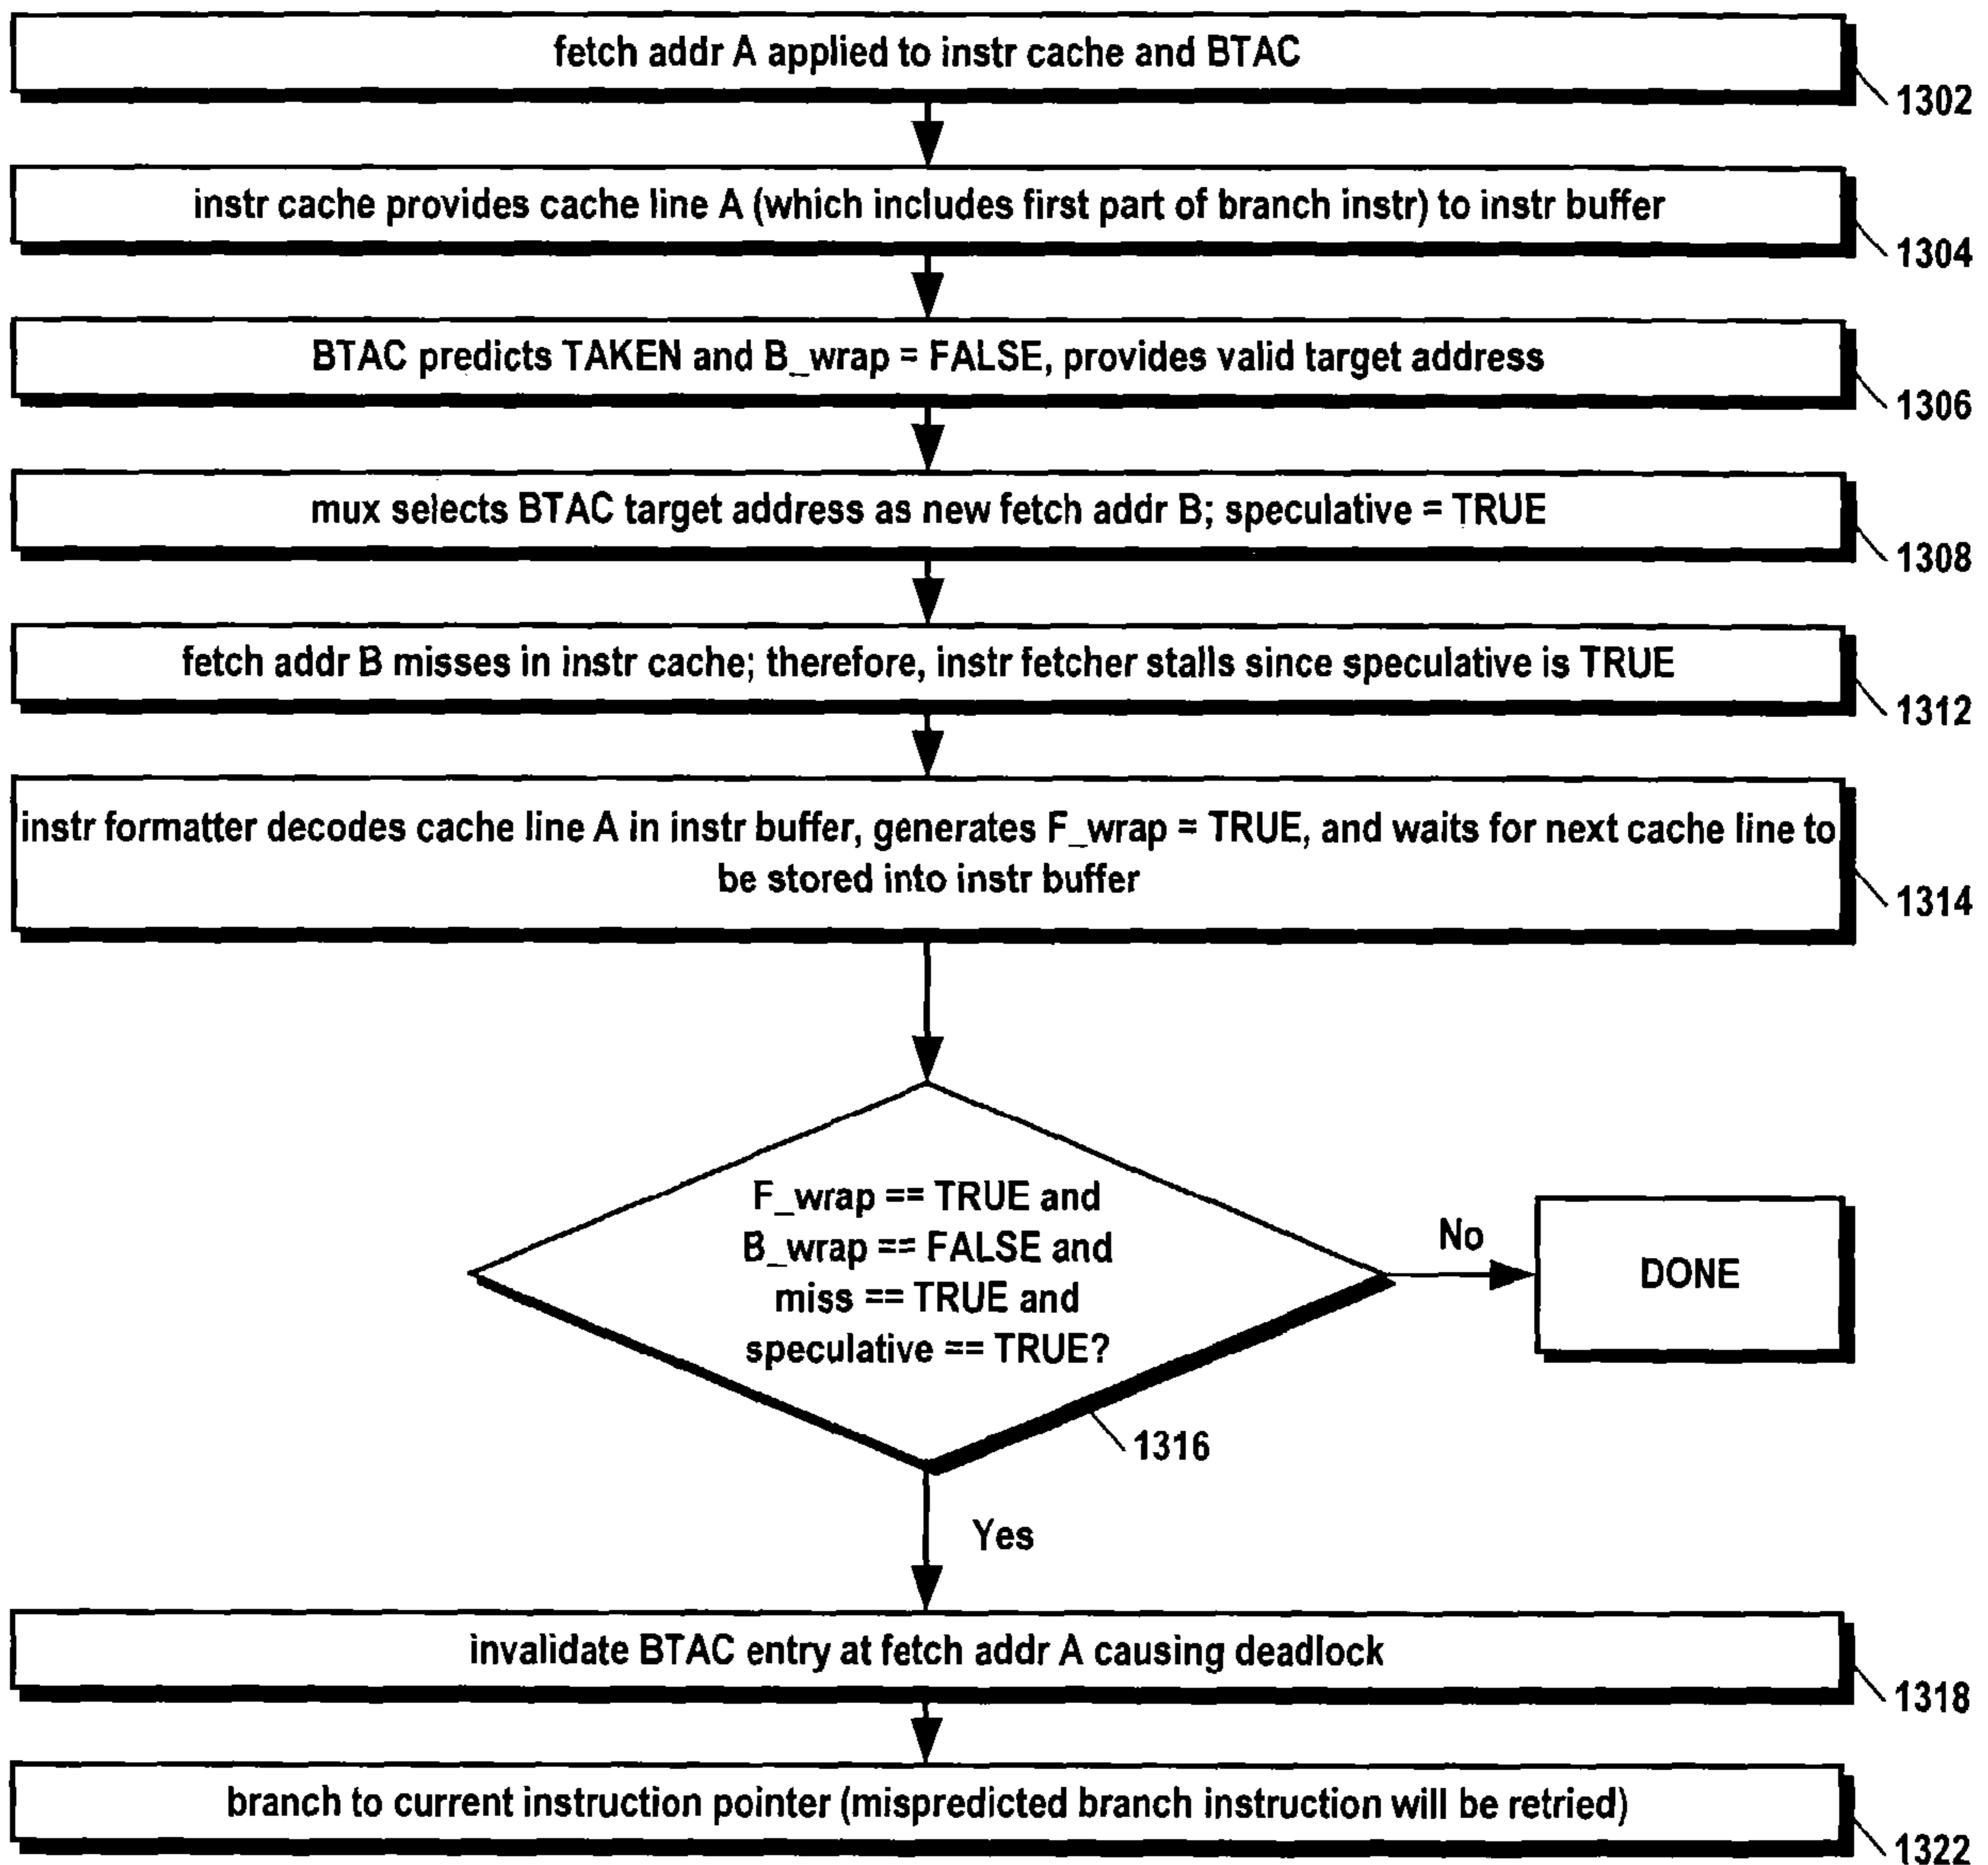 fetch addr A applied to instr cache and BTAC
1302
instr cache provides cache line A (which includes first part of branch instr) to instr buffer
1304
BTAC predicts TAKEN and B_wrap = FALSE, provides valid target address
1306
mux selects BTAC target address as new fetch addr B; speculative = TRUE
1308
fetch addr B misses in instr cache; therefore, instr fetcher stalls since speculative is TRUE
1312
instr formatter decodes cache line A in instr buffer, generates F_wrap = TRUE, and waits for next cache line to
be stored into instr buffer
1314
F_wrap == TRUE and
B_wrap == FALSE and
miss == TRUE and
speculative == TRUE?
1316
No
DONE
Yes
invalidate BTAC entry at fetch addr A causing deadlock
1318
branch to current instruction pointer (mispredicted branch instruction will be retried)
1322